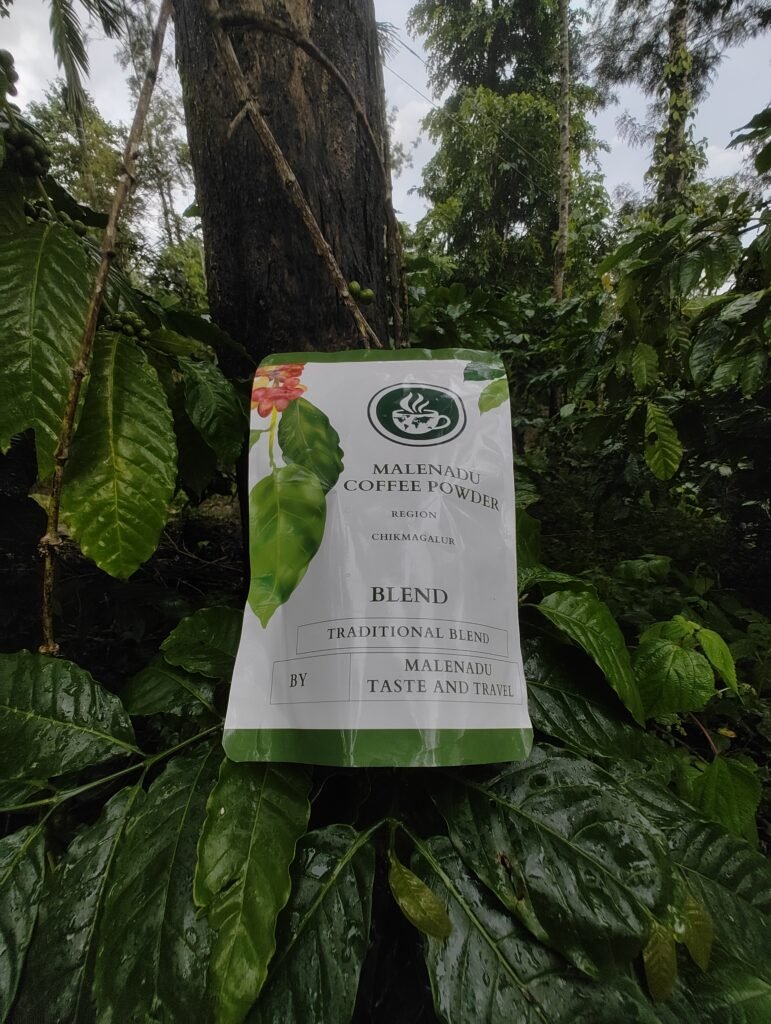 MALENADU
COFFEE POWDER
REGION
CHIKMAGALUR
BLEND
TRADITIONAL BLEND
BY
MALENADU
TASTE AND TRAVEL